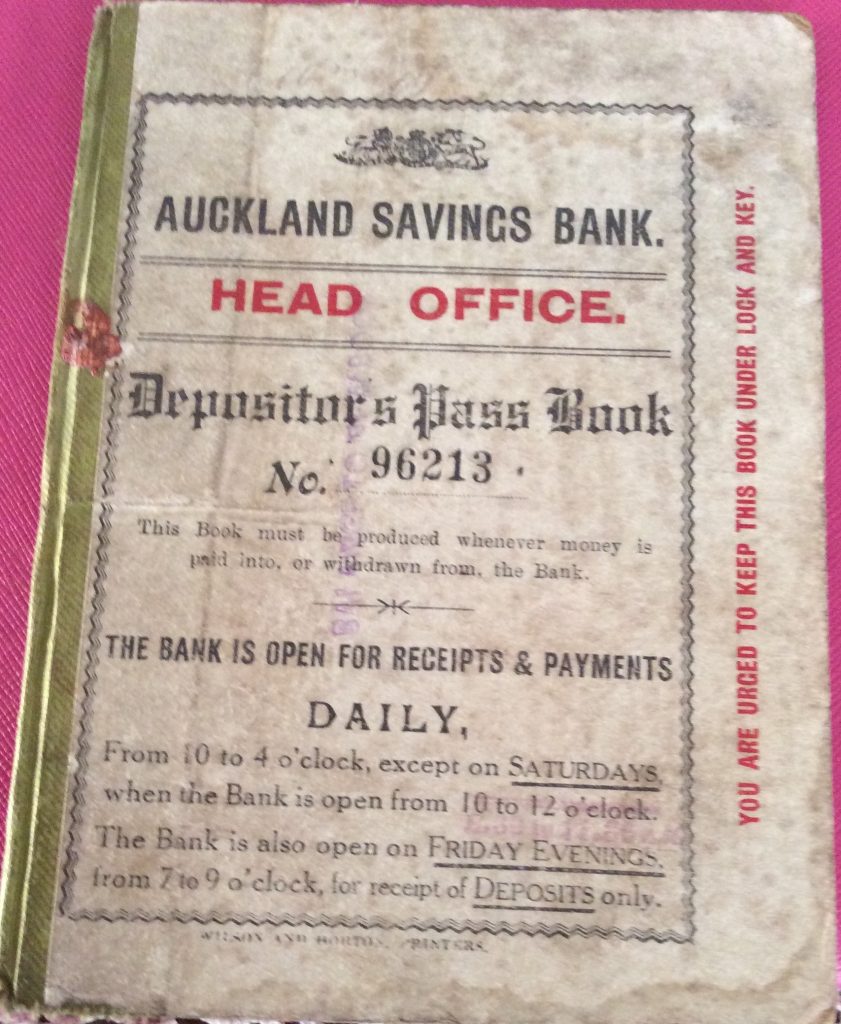 AUCKLAND SAVINGS BANK.
HEAD OFFICE.
Depositor's Pass Book
No. 96213
This Book must be produced whenever money is
paid into, or withdrawn from, the Bank.
THE BANK IS OPEN FOR RECEIPTS & PAYMENTS
DAILY,
From 10 to 4 o'clock, except on SATURDAYS,
when the Bank is open from 10 to 12 o'clock.
The Bank is also open on FRIDAY EVENINGS,
from 7 to 9 o'clock, for receipt of DEPOSITS only.
WILSON AND HORTON, PRINTERS.
YOU ARE URGED TO KEEP THIS BOOK UNDER LOCK AND KEY.